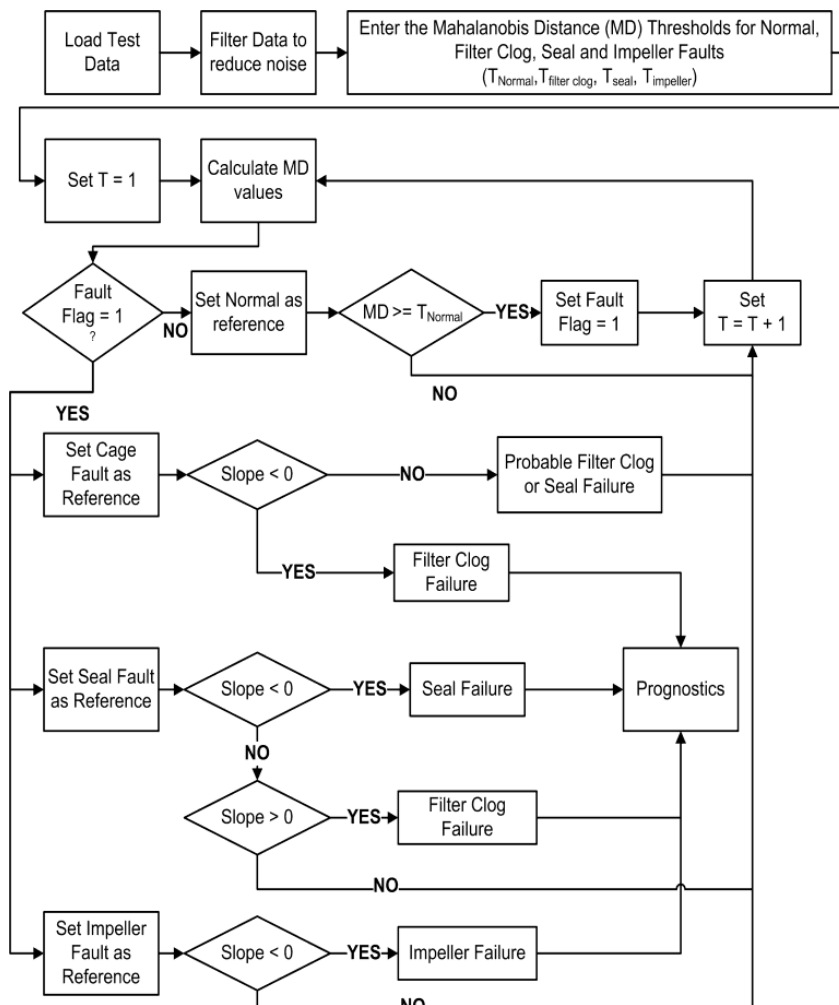 Load Test
Data
Filter Data to
reduce noise
Enter the Mahalanobis Distance (MD) Thresholds for Normal,
Filter Clog, Seal and Impeller Faults
(TNormal,Tfilter clog, Tseal, Timpeller)
Set T = 1
Calculate MD
values
Fault
Flag = 1
?
NO
Set Normal as
reference
MD >= TNormal
YES
Set Fault
Flag = 1
Set
T = T + 1
NO
YES
Set Cage
Fault as
Reference
Slope < 0
NO
Probable Filter Clog
or Seal Failure
YES
Filter Clog
Failure
Set Seal Fault
as Reference
Slope < 0
YES
Seal Failure
Prognostics
NO
Slope > 0
YES
Filter Clog
Failure
NO
Set Impeller
Fault as
Reference
Slope < 0
YES
Impeller Failure
NO